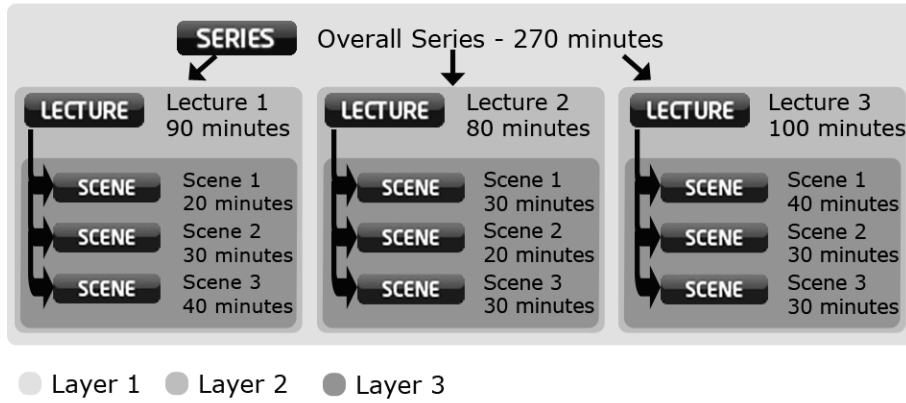 SERIES Overall Series - 270 minutes
LECTURE Lecture 1
90 minutes
SCENE Scene 1
20 minutes
SCENE Scene 2
30 minutes
SCENE Scene 3
40 minutes
LECTURE Lecture 2
80 minutes
SCENE Scene 1
30 minutes
SCENE Scene 2
20 minutes
SCENE Scene 3
30 minutes
LECTURE Lecture 3
100 minutes
SCENE Scene 1
40 minutes
SCENE Scene 2
30 minutes
SCENE Scene 3
30 minutes
Layer 1 Layer 2 Layer 3